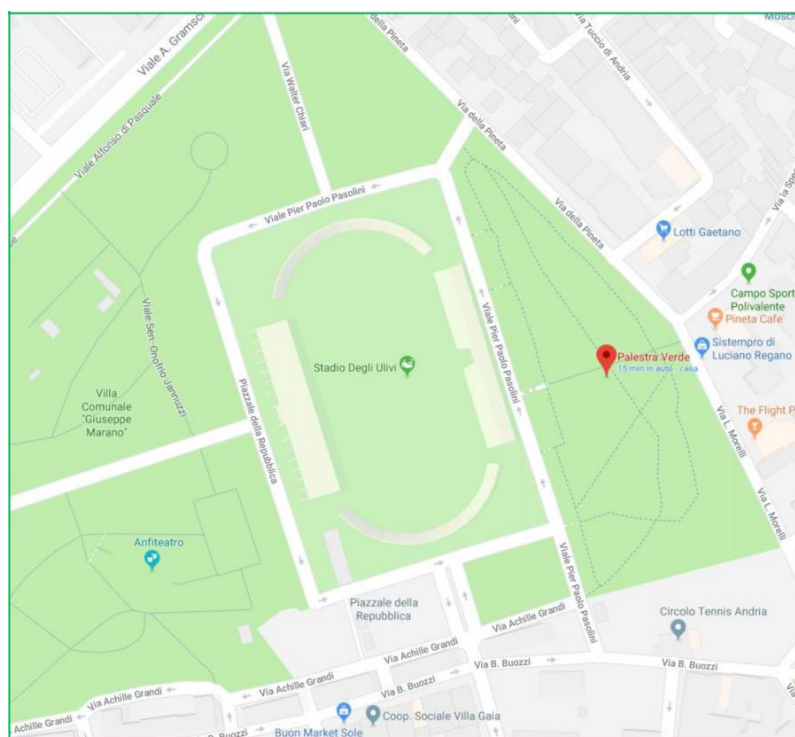 Viale A. Gramsc
Moscl
Via Tuccio di Andria
Via della Pineta
Via Walter Chiari
Viale Alfonso di Pasquale
Via della Pineta
Viale Pier Paolo Pasolini
Via della Pineta
Lotti Gaetano
Campo Sport
Polivalente
Pineta Cafe'
Viale Sen. Onofrio Jannuzzi
Viale Pier Paolo Pasolini
Sistempro di
Luciano Regano
Palestra Verde
15 min in auto - casa
Stadio Degli Ulivi
Villa
Comunale
"Giuseppe
Marano"
Piazzale della Repubblica
The Flight P
Via L. Morelli
Via L. Morelli
Anfiteatro
Viale Pier Paolo Pasolini
Piazzale della
Repubblica
Via Achille Grandi
Circolo Tennis Andria
Via Achille Grandi
Via B. Buozzi
Via B. Buozzi
Via Achille Grandi
Via Achille Grandi
Via B. Buozzi
Buon Market Sole
Coop. Sociale Villa Gaia